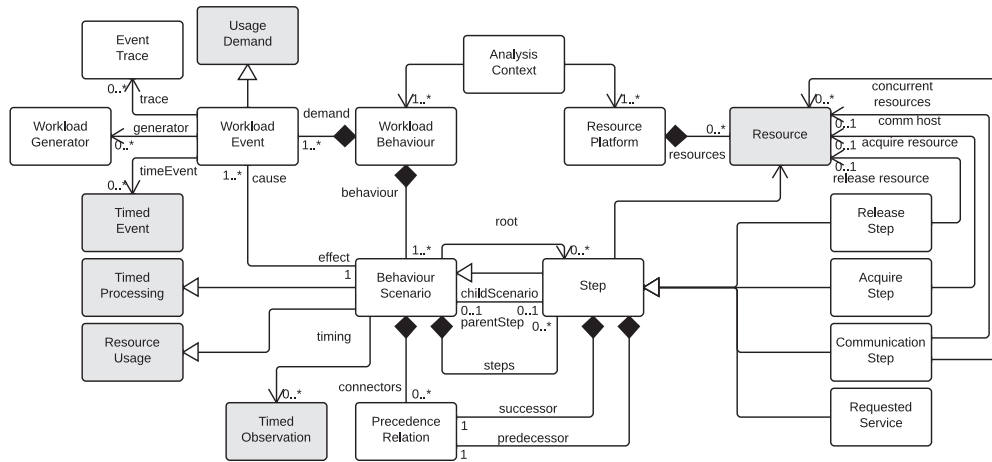 Usage
Demand
Event
Trace
Analysis
Context
0..*
trace
1..*
1..*
0..*
concurrent
resources
Workload
Generator
generator
0..*
Workload
Event
demand
1..*
Workload
Behaviour
Resource
Platform
0..*
resources
Resource
comm host
0..1
acquire resource
0..1
release resource
0..1
timeEvent
0..*
1..*
cause
behaviour
Timed
Event
root
Release
Step
effect
1
1..*
0..*
Timed
Processing
Behaviour
Scenario
Step
Acquire
Step
childScenario
0..1
0..1
parentStep
0..*
Resource
Usage
timing
steps
Communication
Step
0..*
connectors
0..*
Timed
Observation
Precedence
Relation
successor
1
predecessor
1
Requested
Service